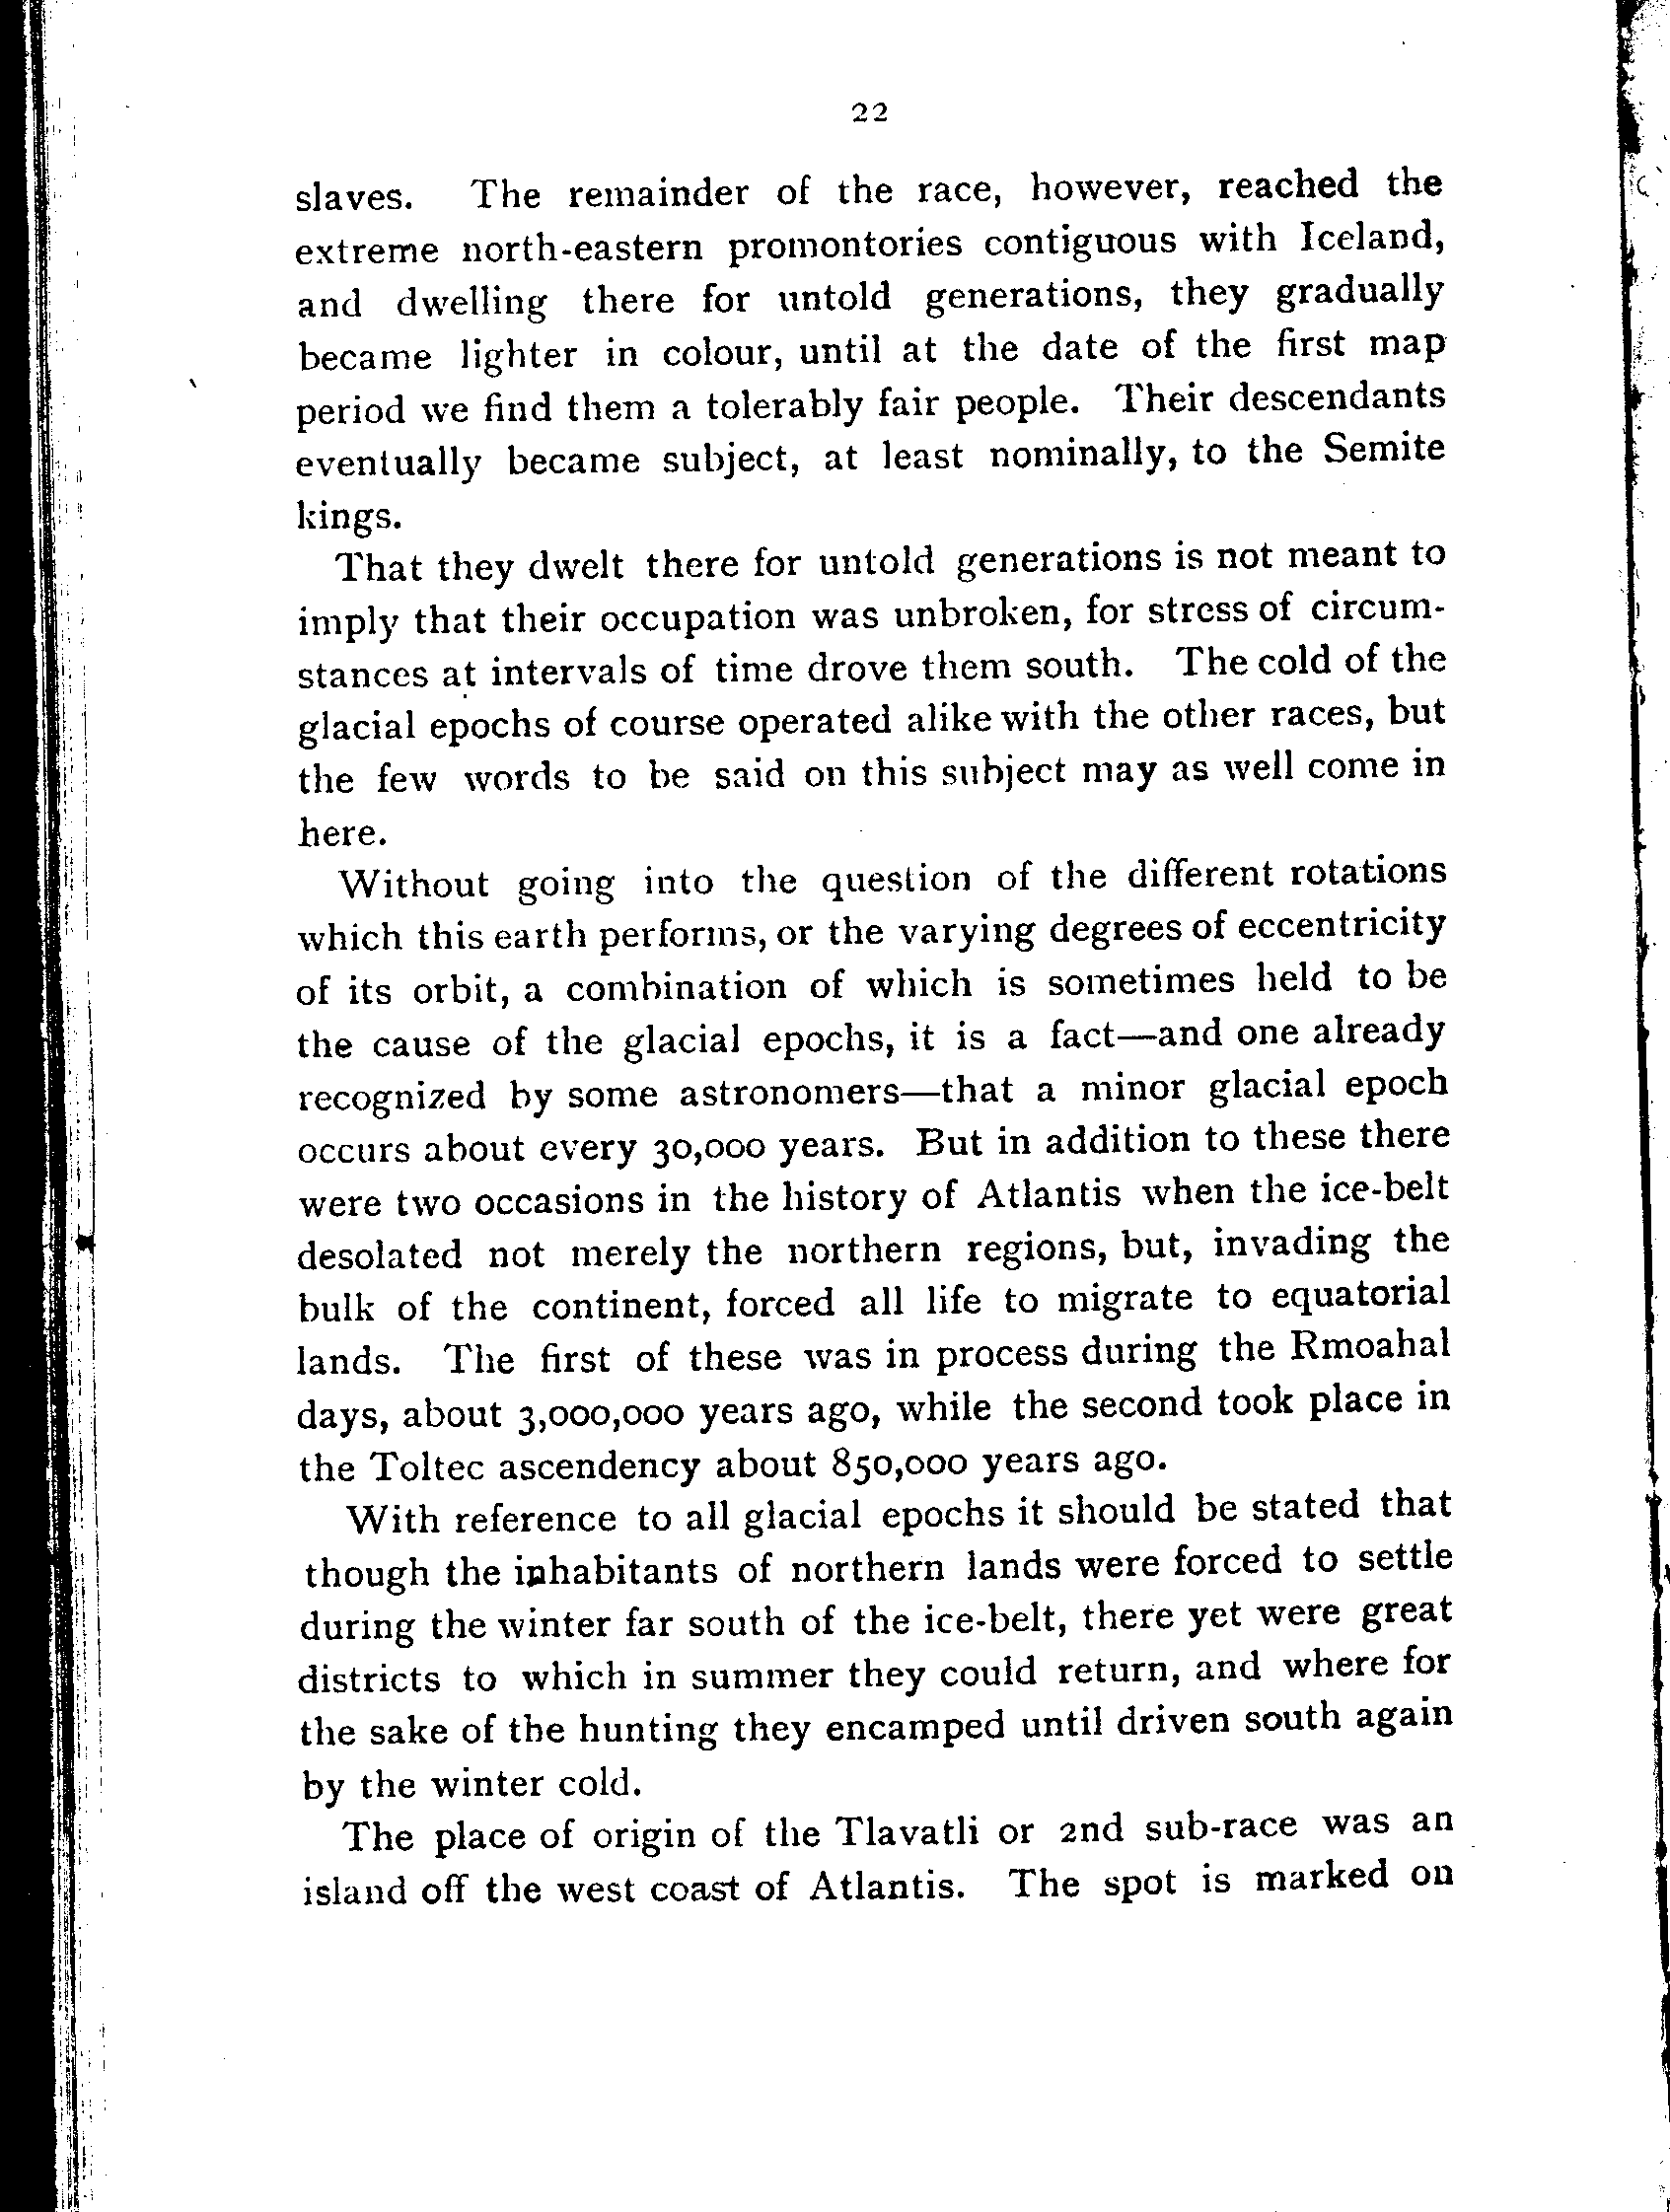 22
slaves. The remainder of the race, however, reached the
extreme north-eastern promontories contiguous with Iceland,
and dwelling there for untold generations, they gradually
became lighter in colour, until at the date of the first map
period we find them a tolerably fair people. Their descendants
eventually became subject, at least nominally, to the Semite
kings.
That they dwelt there for untold generations is not meant to
imply that their occupation was unbroken, for stress of circum-
stances at intervals of time drove them south. The cold of the
glacial epochs of course operated alike with the other races, but
the few words to be said on this subject may as well come in
here.
Without going into the question of the different rotations
which this earth performs, or the varying degrees of eccentricity
of its orbit, a combination of which is sometimes held to be
the cause of the glacial epochs, it is a fact—and one already
recognized by some astronomers—that a minor glacial epoch
occurs about every 30,000 years. But in addition to these there
were two occasions in the history of Atlantis when the ice-belt
desolated not merely the northern regions, but, invading the
bulk of the continent, forced all life to migrate to equatorial
lands. The first of these was in process during the Rmoahal
days, about 3,000,000 years ago, while the second took place in
the Toltec ascendency about 850,000 years ago.
With reference to all glacial epochs it should be stated that
though the inhabitants of northern lands were forced to settle
during the winter far south of the ice-belt, there yet were great
districts to which in summer they could return, and where for
the sake of the hunting they encamped until driven south again
by the winter cold.
The place of origin of the Tlavatli or 2nd sub-race was an
island off the west coast of Atlantis. The spot is marked on